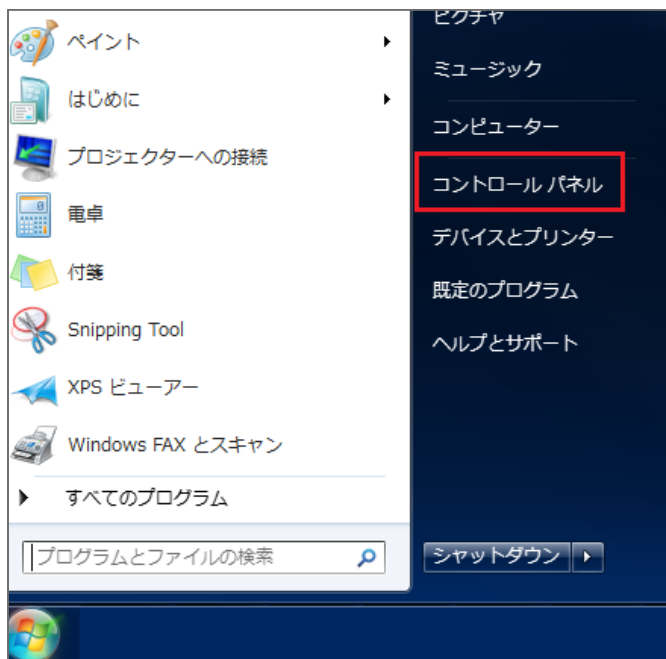 ペイント
はじめに
プロジェクターへの接続
電卓
付箋
Snipping Tool
XPS ビューアー
Windows FAX とスキャン
すべてのプログラム
プログラムとファイルの検索
ピクチャ
ミュージック
コンピューター
コントロール パネル
デバイスとプリンター
既定のプログラム
ヘルプとサポート
シャットダウン